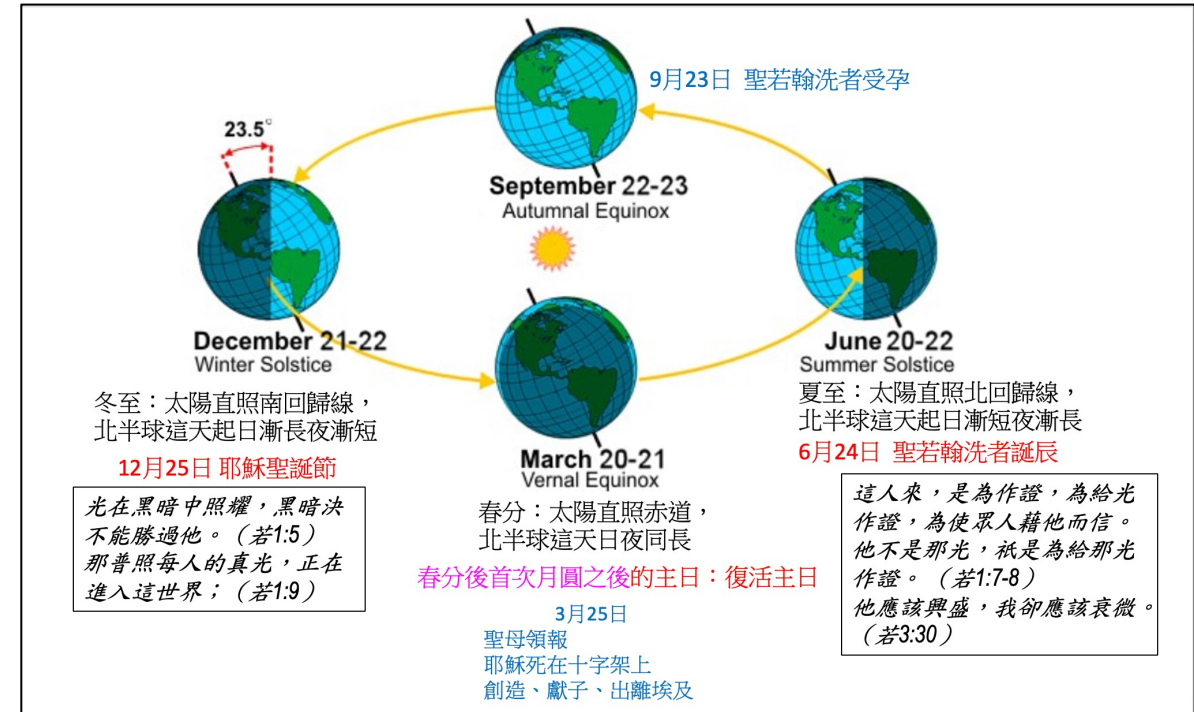 9月23日 聖若翰洗者受孕
23.5°
September 22-23
Autumnal Equinox
December 21-22
Winter Solstice
冬至：太陽直照南回歸線，
北半球這天起日漸長夜漸短
12月25日 耶穌聖誕節
光在黑暗中照耀，黑暗決
不能勝過他。（若1:5）
那普照每人的真光，正在
進入這世界；（若1:9）
March 20-21
Vernal Equinox
春分：太陽直照赤道，
北半球這天日夜同長
春分後首次月圓之後的主日：復活主日
3月25日
聖母領報
耶穌死在十字架上
創造、獻子、出離埃及
June 20-22
Summer Solstice
夏至：太陽直照北回歸線，
北半球這天起日漸短夜漸長
6月24日 聖若翰洗者誕辰
這人來，是為作證，為給光
作證，為使眾人藉他而信。
他不是那光，祇是為給那光
作證。（若1:7-8）
他應該興盛，我卻應該衰微。
（若3:30）